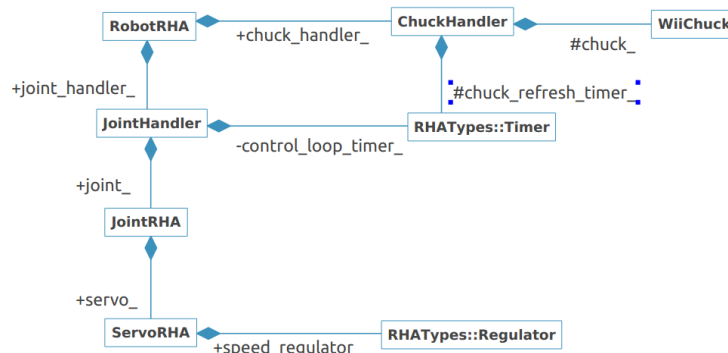 RobotRHA
+chuck_handler_
ChuckHandler
#chuck_
WiiChuck
+joint_handler_
#chuck_refresh_timer_
JointHandler
-control_loop_timer_
RHATypes::Timer
+joint_
JointRHA
+servo_
ServoRHA
+speed_regulator
RHATypes::Regulator